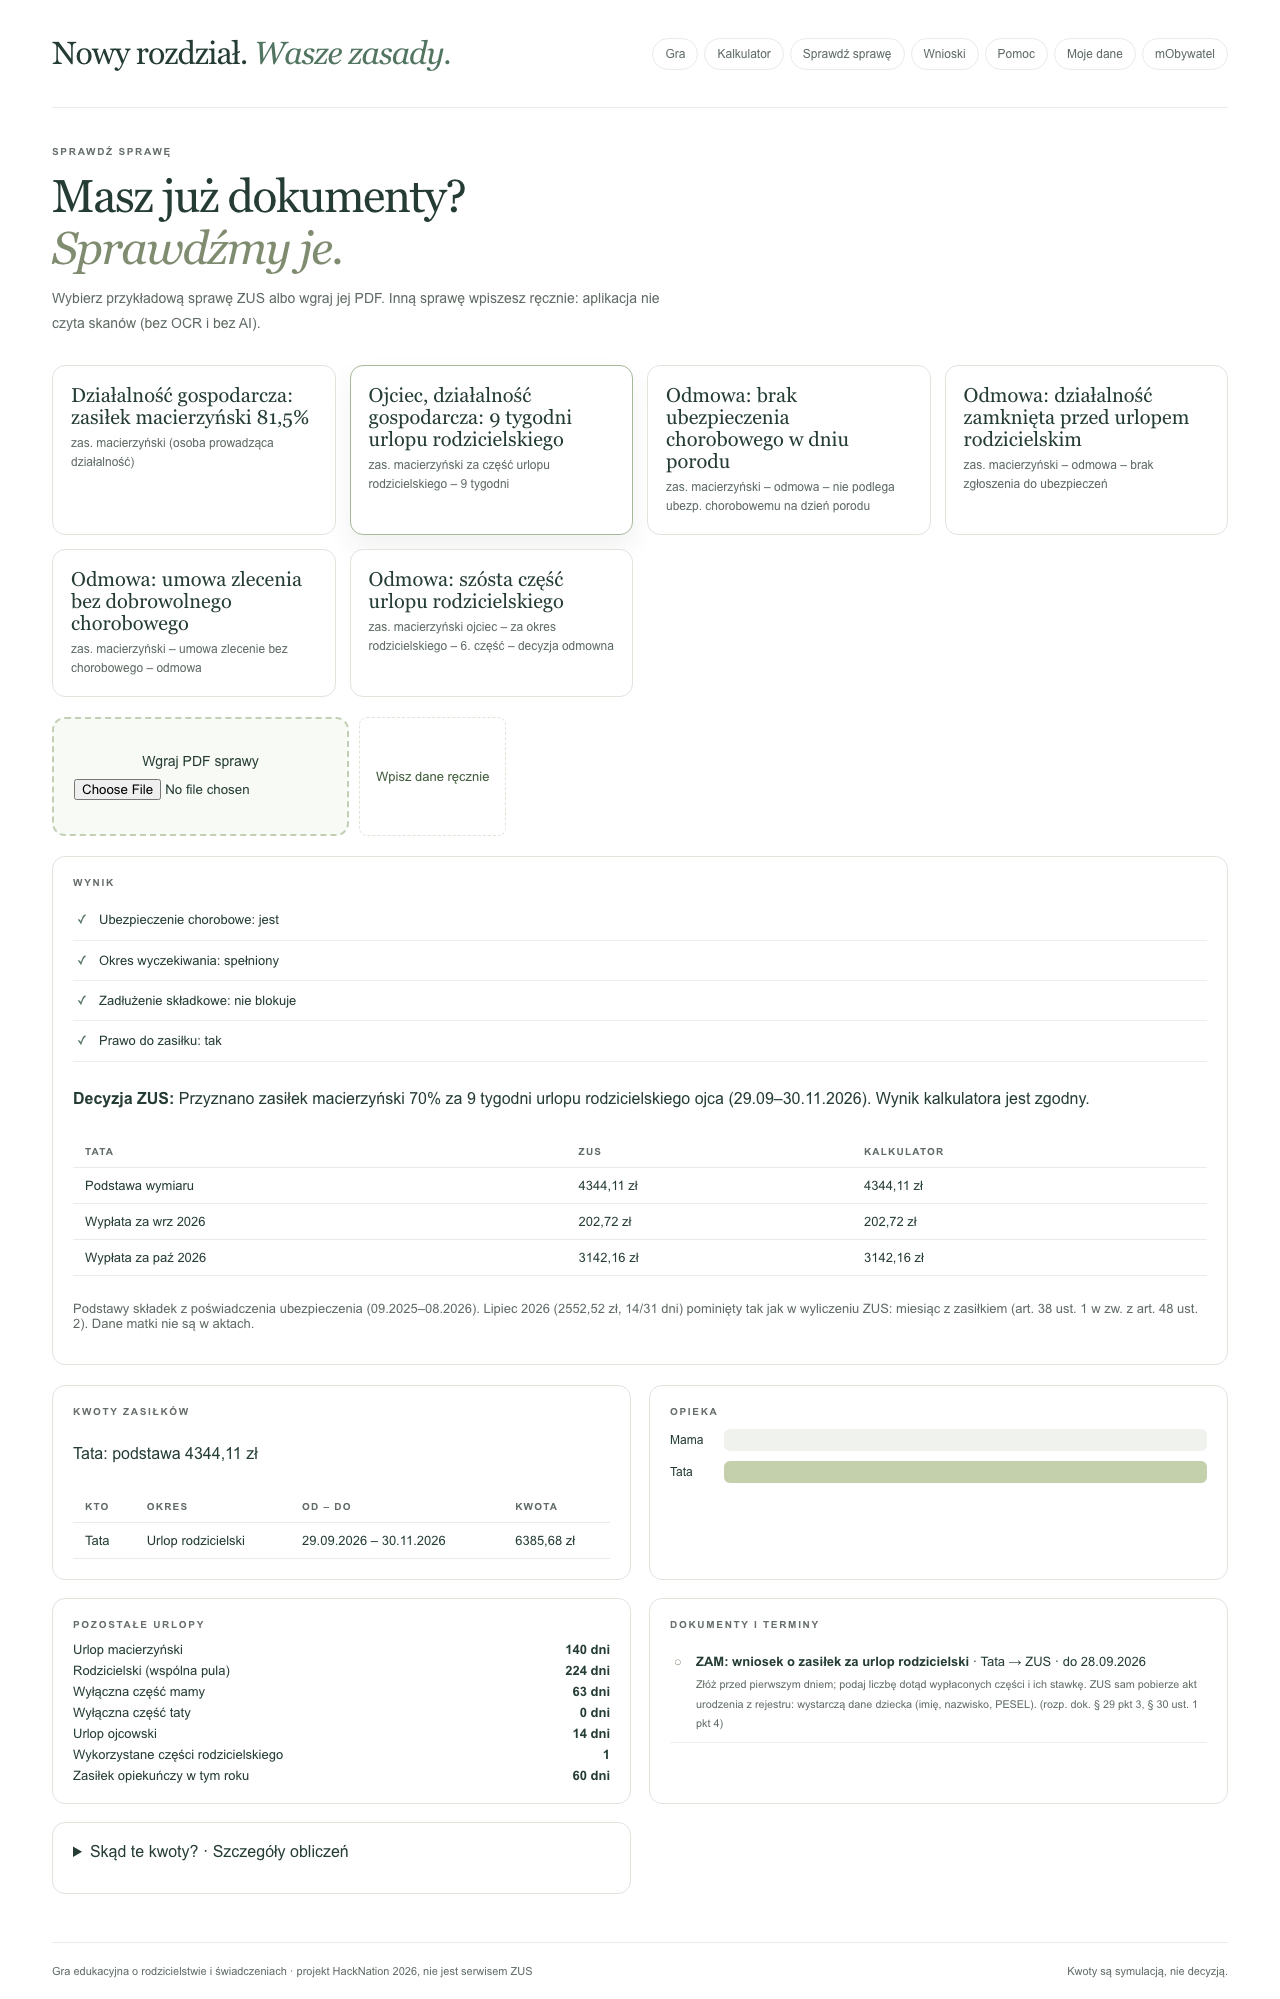 Nowy rozdział. Wasze zasady.
Gra
Kalkulator
Sprawdź sprawę
Wnioski
Pomoc
Moje dane
mObywatel
SPRAWDŹ SPRAWĘ
Masz już dokumenty?
Sprawdźmy je.
Wybierz przykładową sprawę ZUS albo wgraj jej PDF. Inną sprawę wpiszesz ręcznie: aplikacja nie
czyta skanów (bez OCR i bez AI).
Działalność gospodarcza:
zasiłek macierzyński 81,5%
zas. macierzyński (osoba prowadząca
działalność)
Ojciec, działalność
gospodarcza: 9 tygodni
urlopu rodzicielskiego
zas. macierzyński za część urlopu
rodzicielskiego – 9 tygodni
Odmowa: brak
ubezpieczenia
chorobowego w dniu
porodu
zas. macierzyński – odmowa – nie podlega
ubezp. chorobowemu na dzień porodu
Odmowa: działalność
zamknięta przed urlopem
rodzicielskim
zas. macierzyński – odmowa – brak
zgłoszenia do ubezpieczeń
Odmowa: umowa zlecenia
bez dobrowolnego
chorobowego
zas. macierzyński – umowa zlecenie bez
chorobowego – odmowa
Odmowa: szósta część
urlopu rodzicielskiego
zas. macierzyński ojciec – za okres
rodzicielskiego – 6. część – decyzja odmowna
Wgraj PDF sprawy
Choose File No file chosen
Wpisz dane ręcznie
WYNIK
✓ Ubezpieczenie chorobowe: jest
✓ Okres wyczekiwania: spełniony
✓ Zadłużenie składkowe: nie blokuje
✓ Prawo do zasiłku: tak
Decyzja ZUS: Przyznano zasiłek macierzyński 70% za 9 tygodni urlopu rodzicielskiego ojca (29.09–30.11.2026). Wynik kalkulatora jest zgodny.
TATA ZUS KALKULATOR
Podstawa wymiaru 4344,11 zł 4344,11 zł
Wypłata za wrz 2026 202,72 zł 202,72 zł
Wypłata za paź 2026 3142,16 zł 3142,16 zł
Podstawy składek z poświadczenia ubezpieczenia (09.2025–08.2026). Lipiec 2026 (2552,52 zł, 14/31 dni) pominięty tak jak w wyliczeniu ZUS: miesiąc z zasiłkiem (art. 38 ust. 1 w zw. z art. 48 ust.
2). Dane matki nie są w aktach.
KWOTY ZASIŁKÓW
Tata: podstawa 4344,11 zł
KTO OKRES OD – DO KWOTA
Tata Urlop rodzicielski 29.09.2026 – 30.11.2026 6385,68 zł
OPIEKA
Mama
Tata
POZOSTAŁE URLOPY
Urlop macierzyński 140 dni
Rodzicielski (wspólna pula) 224 dni
Wyłączna część mamy 63 dni
Wyłączna część taty 0 dni
Urlop ojcowski 14 dni
Wykorzystane części rodzicielskiego 1
Zasiłek opiekuńczy w tym roku 60 dni
DOKUMENTY I TERMINY
ZAM: wniosek o zasiłek za urlop rodzicielski · Tata → ZUS · do 28.09.2026
Złóż przed pierwszym dniem; podaj liczbę dotąd wypłaconych części i ich stawkę. ZUS sam pobierze akt
urodzenia z rejestru: wystarczą dane dziecka (imię, nazwisko, PESEL). (rozp. dok. § 29 pkt 3, § 30 ust. 1
pkt 4)
▶ Skąd te kwoty? · Szczegóły obliczeń
Gra edukacyjna o rodzicielstwie i świadczeniach · projekt HackNation 2026, nie jest serwisem ZUS
Kwoty są symulacją, nie decyzją.